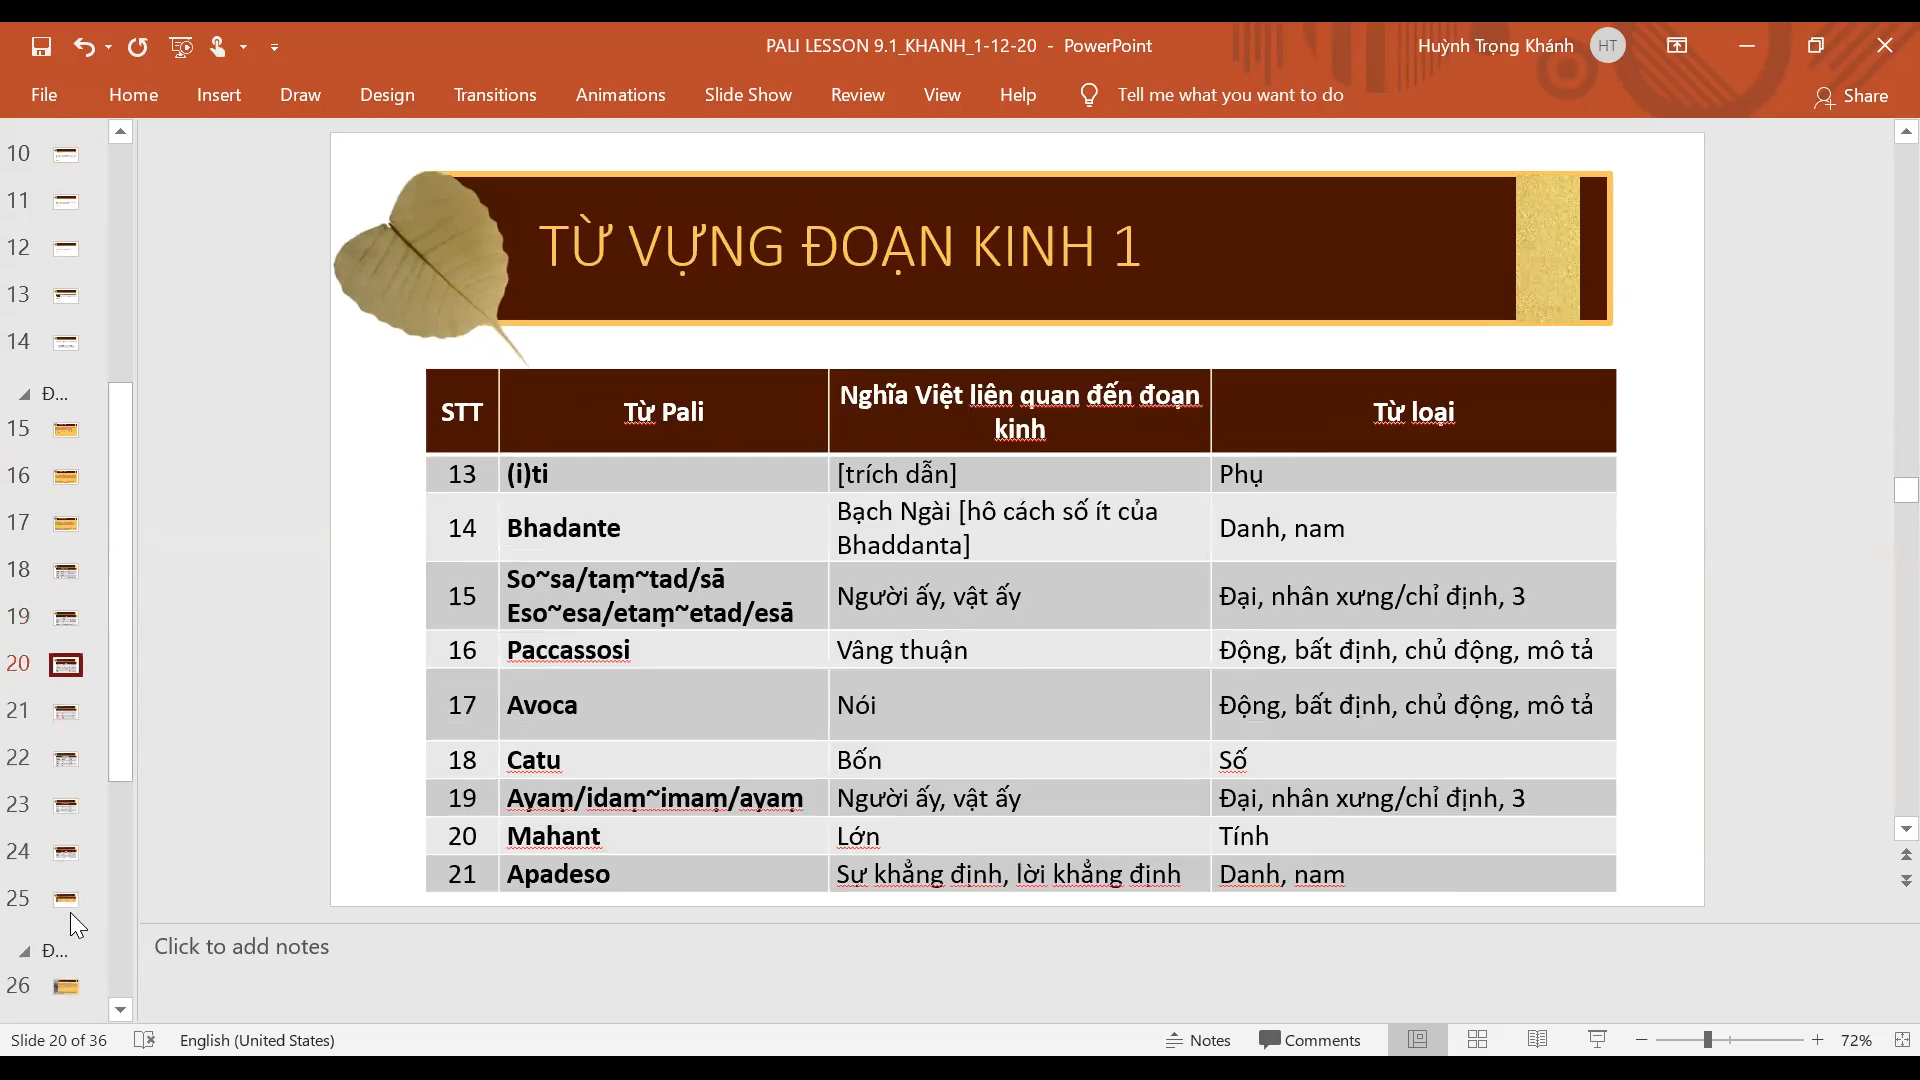 PALI LESSON 9.1_KHANH_1-12-20 - PowerPoint
Huỳnh Trọng Khánh HT
File Home Insert Draw Design Transitions Animations Slide Show Review View Help Tell me what you want to do Share
10
11
12
13
14
Đ...
15
16
17
18
19
20
21
22
23
24
25
Đ...
26
TỪ VỰNG ĐOẠN KINH 1
STT Từ Pali Nghĩa Việt liên quan đến đoạn kinh Từ loại
13 (i)ti [trích dẫn] Phụ
14 Bhadante Bạch Ngài [hô cách số ít của Bhaddanta] Danh, nam
15 So~sa/taṃ~tad/sā Eso~esa/etaṃ~etad/esā Người ấy, vật ấy Đại, nhân xưng/chỉ định, 3
16 Paccassosi Vâng thuận Động, bất định, chủ động, mô tả
17 Avoca Nói Động, bất định, chủ động, mô tả
18 Catu Bốn Số
19 Ayaṃ/idaṃ~imaṃ/ayaṃ Người ấy, vật ấy Đại, nhân xưng/chỉ định, 3
20 Mahant Lớn Tính
21 Apadeso Sự khẳng định, lời khẳng định Danh, nam
Click to add notes
Slide 20 of 36 English (United States) Notes Comments 72%